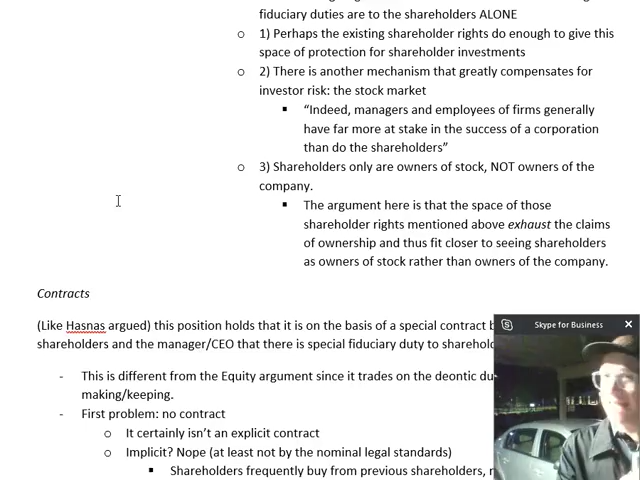 fiduciary duties are to the shareholders ALONE
o 1) Perhaps the existing shareholder rights do enough to give this
space of protection for shareholder investments
o 2) There is another mechanism that greatly compensates for
investor risk: the stock market
▪ “Indeed, managers and employees of firms generally
have far more at stake in the success of a corporation
than do the shareholders”
o 3) Shareholders only are owners of stock, NOT owners of the
company.
▪ The argument here is that the space of those
shareholder rights mentioned above exhaust the claims
of ownership and thus fit closer to seeing shareholders
as owners of stock rather than owners of the company.
Contracts
(Like Hasnas argued) this position holds that it is on the basis of a special contract
shareholders and the manager/CEO that there is special fiduciary duty to
Skype for Business
- This is different from the Equity argument since it trades on the deontic
making/keeping.
- First problem: no contract
o It certainly isn’t an explicit contract
o Implicit? Nope (at least not by the nominal legal standards)
▪ Shareholders frequently buy from previous shareholders,